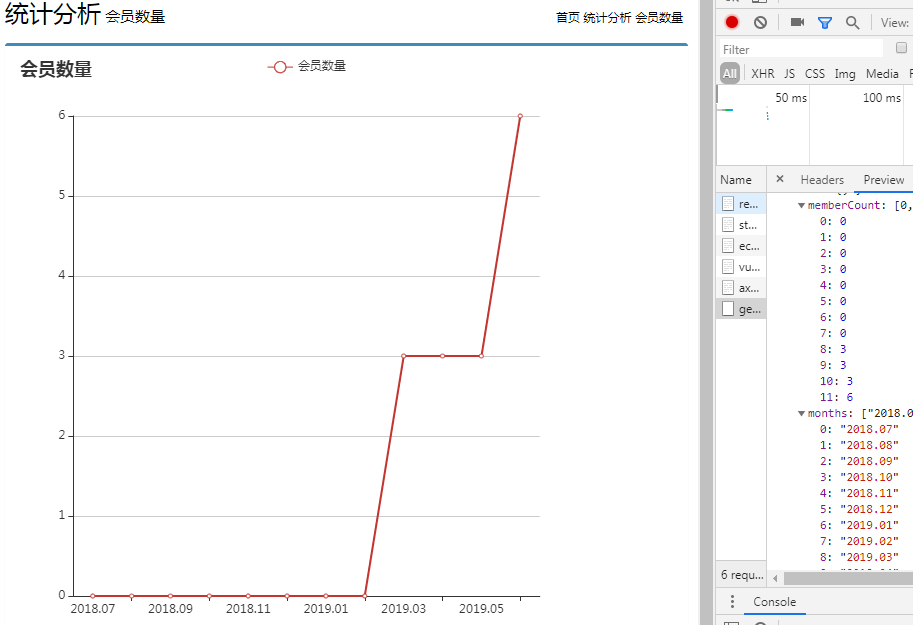 统计分析 会员数量
首页 统计分析 会员数量
会员数量
会员数量
6
5
4
3
2
1
0
2018.07 2018.09 2018.11 2019.01 2019.03 2019.05
View:
Filter
All XHR JS CSS Img Media
50 ms 100 ms
Name × Headers Preview
re...
st...
ec...
vu...
ax...
ge...
memberCount: [0,
0: 0
1: 0
2: 0
3: 0
4: 0
5: 0
6: 0
7: 0
8: 3
9: 3
10: 3
11: 6
months: ["2018.0
0: "2018.07"
1: "2018.08"
2: "2018.09"
3: "2018.10"
4: "2018.11"
5: "2018.12"
6: "2019.01"
7: "2019.02"
8: "2019.03"
6 requ...
Console